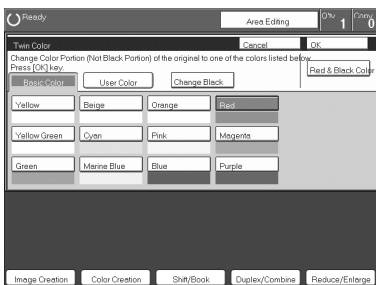 Ready
Area Editing
Q'ty 1 Copy 0
Twin Color Cancel OK
Change Color Portion (Not Black Portion) of the original to one of the colors listed below.
Press [OK] key.
Red & Black Color
Basic Color User Color Change Black
Yellow Beige Orange Red
Yellow Green Cyan Pink Magenta
Green Marine Blue Blue Purple
Image Creation Color Creation Shift/Book Duplex/Combine Reduce/Enlarge